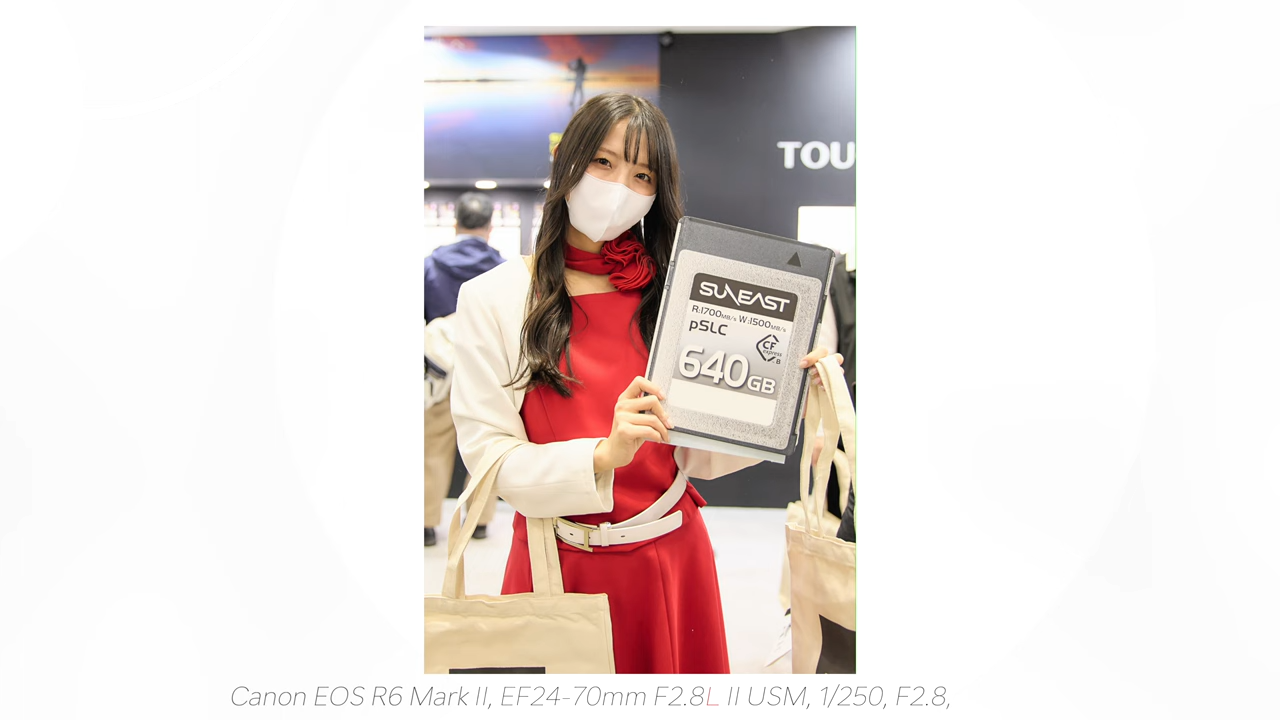 TOU
SUNEAST
R:1700MB/s W:1500MB/s
pSLC
CF
express
B
640GB
Canon EOS R6 Mark II, EF24-70mm F2.8L II USM, 1/250, F2.8,